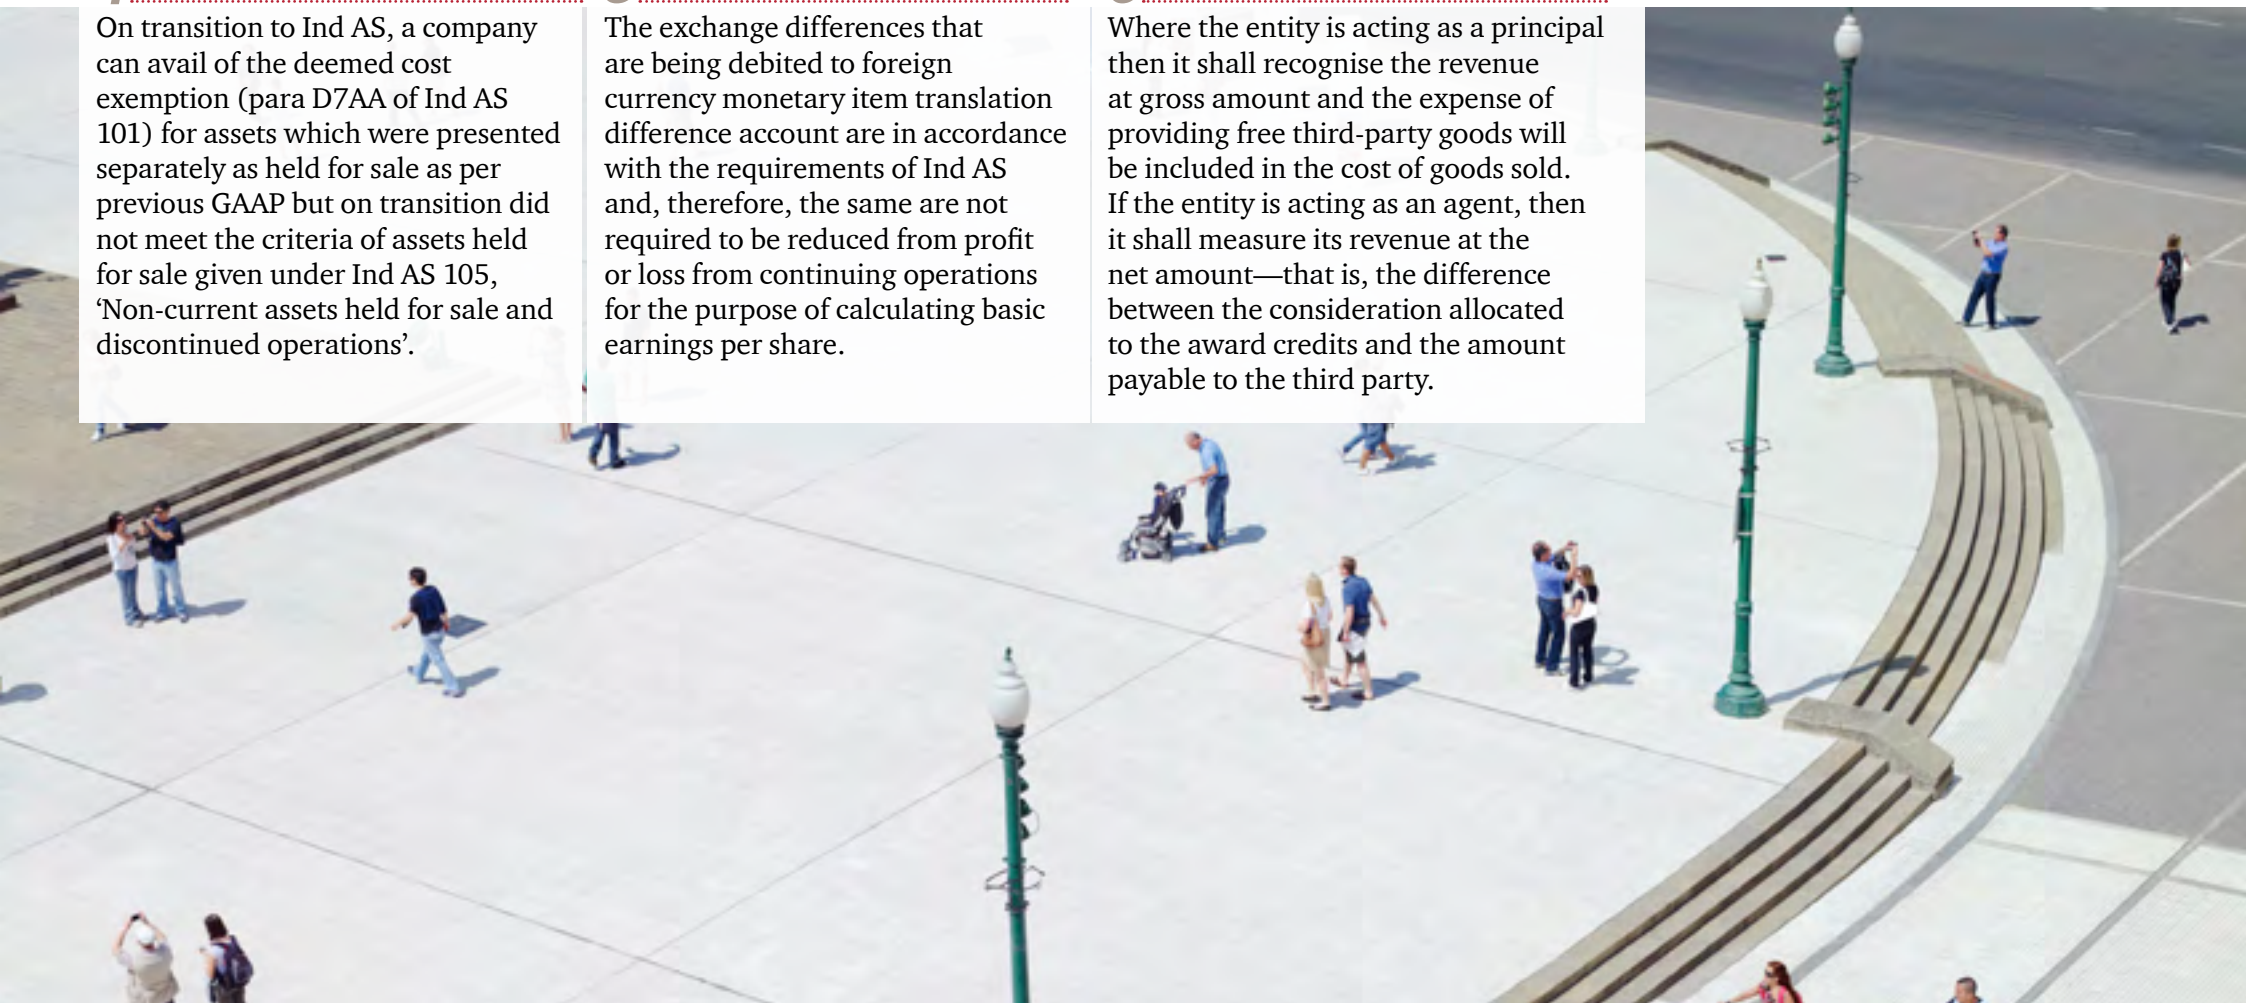 On transition to Ind AS, a company
can avail of the deemed cost
exemption (para D7AA of Ind AS
101) for assets which were presented
separately as held for sale as per
previous GAAP but on transition did
not meet the criteria of assets held
for sale given under Ind AS 105,
‘Non-current assets held for sale and
discontinued operations’.
The exchange differences that
are being debited to foreign
currency monetary item translation
difference account are in accordance
with the requirements of Ind AS
and, therefore, the same are not
required to be reduced from profit
or loss from continuing operations
for the purpose of calculating basic
earnings per share.
Where the entity is acting as a principal
then it shall recognise the revenue
at gross amount and the expense of
providing free third-party goods will
be included in the cost of goods sold.
If the entity is acting as an agent, then
it shall measure its revenue at the
net amount—that is, the difference
between the consideration allocated
to the award credits and the amount
payable to the third party.